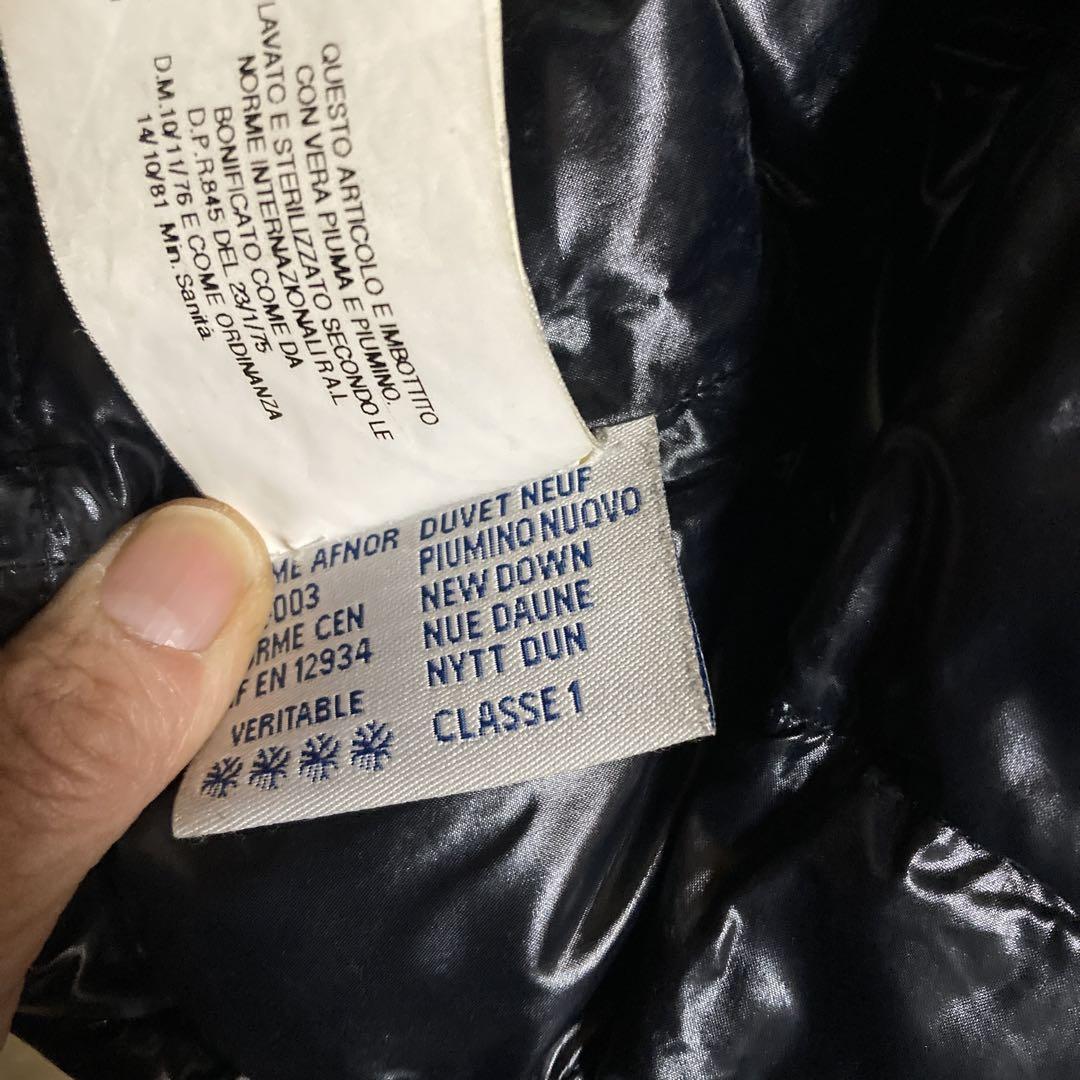 QUESTO ARTICOLO E IMBOTTITO
CON VERA PIUMA E PIUMINO.
LAVATO E STERILIZZATO SECONDO LE
NORME INTERNAZIONALI R.A.L
BONIFICATO COME DA
D.P.R.845 DEL 23/1/75
D.M.10/11/76 E COME ORDINANZA
14/10/81 Min. Sanità
AFNOR
003
CEN
EN 12934
VERITABLE
DUVET NEUF
PIUMINO NUOVO
NEW DOWN
NUE DAUNE
NYTT DUN
CLASSE 1